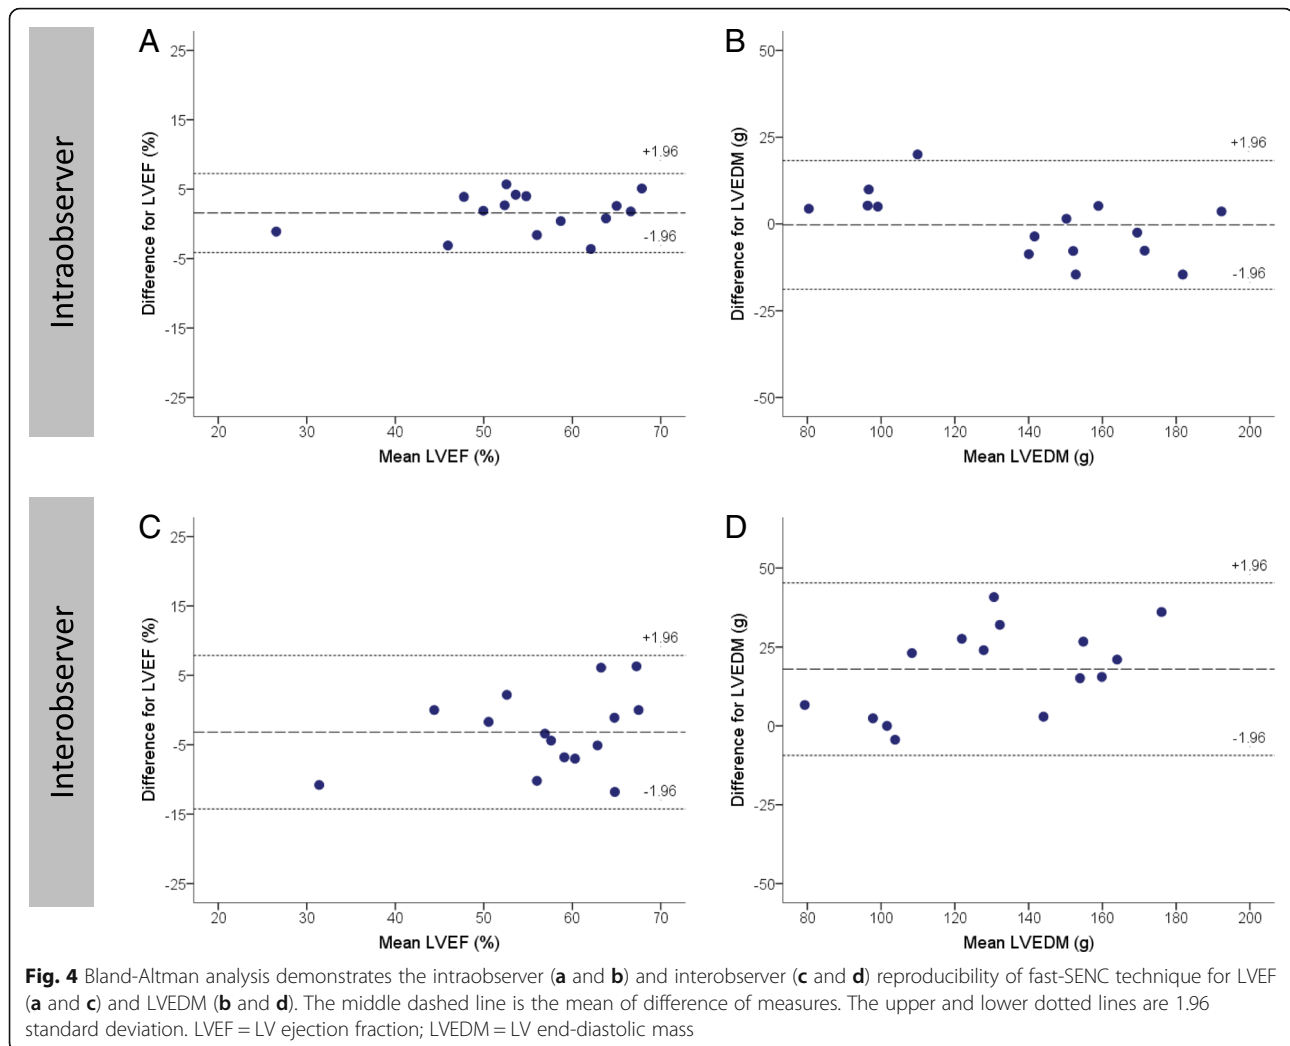 Intraobserver
A
25
15
5
-5
-15
-25
Difference for LVEF (%)
+1.96
-1.96
20 30 40 50 60 70
Mean LVEF (%)
B
50
25
0
-25
-50
Difference for LVEDM (g)
+1.96
-1.96
80 100 120 140 160 180 200
Mean LVEDM (g)
Interobserver
C
25
15
5
-5
-15
-25
Difference for LVEF (%)
+1.96
-1.96
20 30 40 50 60 70
Mean LVEF (%)
D
50
25
0
-25
-50
Difference for LVEDM (g)
+1.96
-1.96
80 100 120 140 160 180 200
Mean LVEDM (g)
Fig. 4 Bland-Altman analysis demonstrates the intraobserver (a and b) and interobserver (c and d) reproducibility of fast-SENC technique for LVEF
(a and c) and LVEDM (b and d). The middle dashed line is the mean of difference of measures. The upper and lower dotted lines are 1.96
standard deviation. LVEF = LV ejection fraction; LVEDM = LV end-diastolic mass